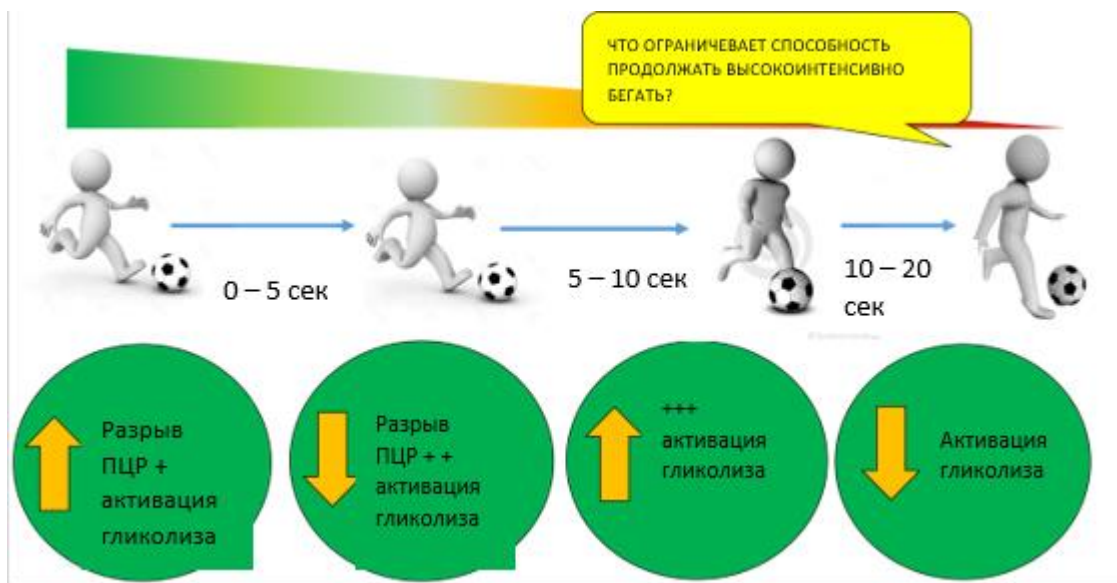 ЧТО ОГРАНИЧЕВАЕТ СПОСОБНОСТЬ
ПРОДОЛЖАТЬ ВЫСОКОИНТЕНСИВНО
БЕГАТЬ?
0 – 5 сек
5 – 10 сек
10 – 20
сек
Разрыв
ПЦР +
активация
гликолиза
Разрыв
ПЦР + +
активация
гликолиза
+++
активация
гликолиза
Активация
гликолиза